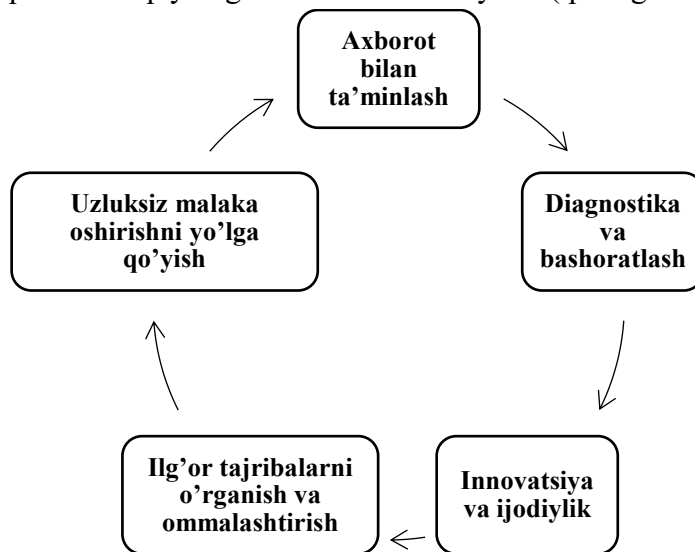 Axborot
bilan
ta’minlash
Diagnostika
va
bashoratlash
Innovatsiya
va ijodiylik
Ilg’or tajribalarni
o’rganish va
ommalashtirish
Uzluksiz malaka
oshirishni yo’lga
qo’yish